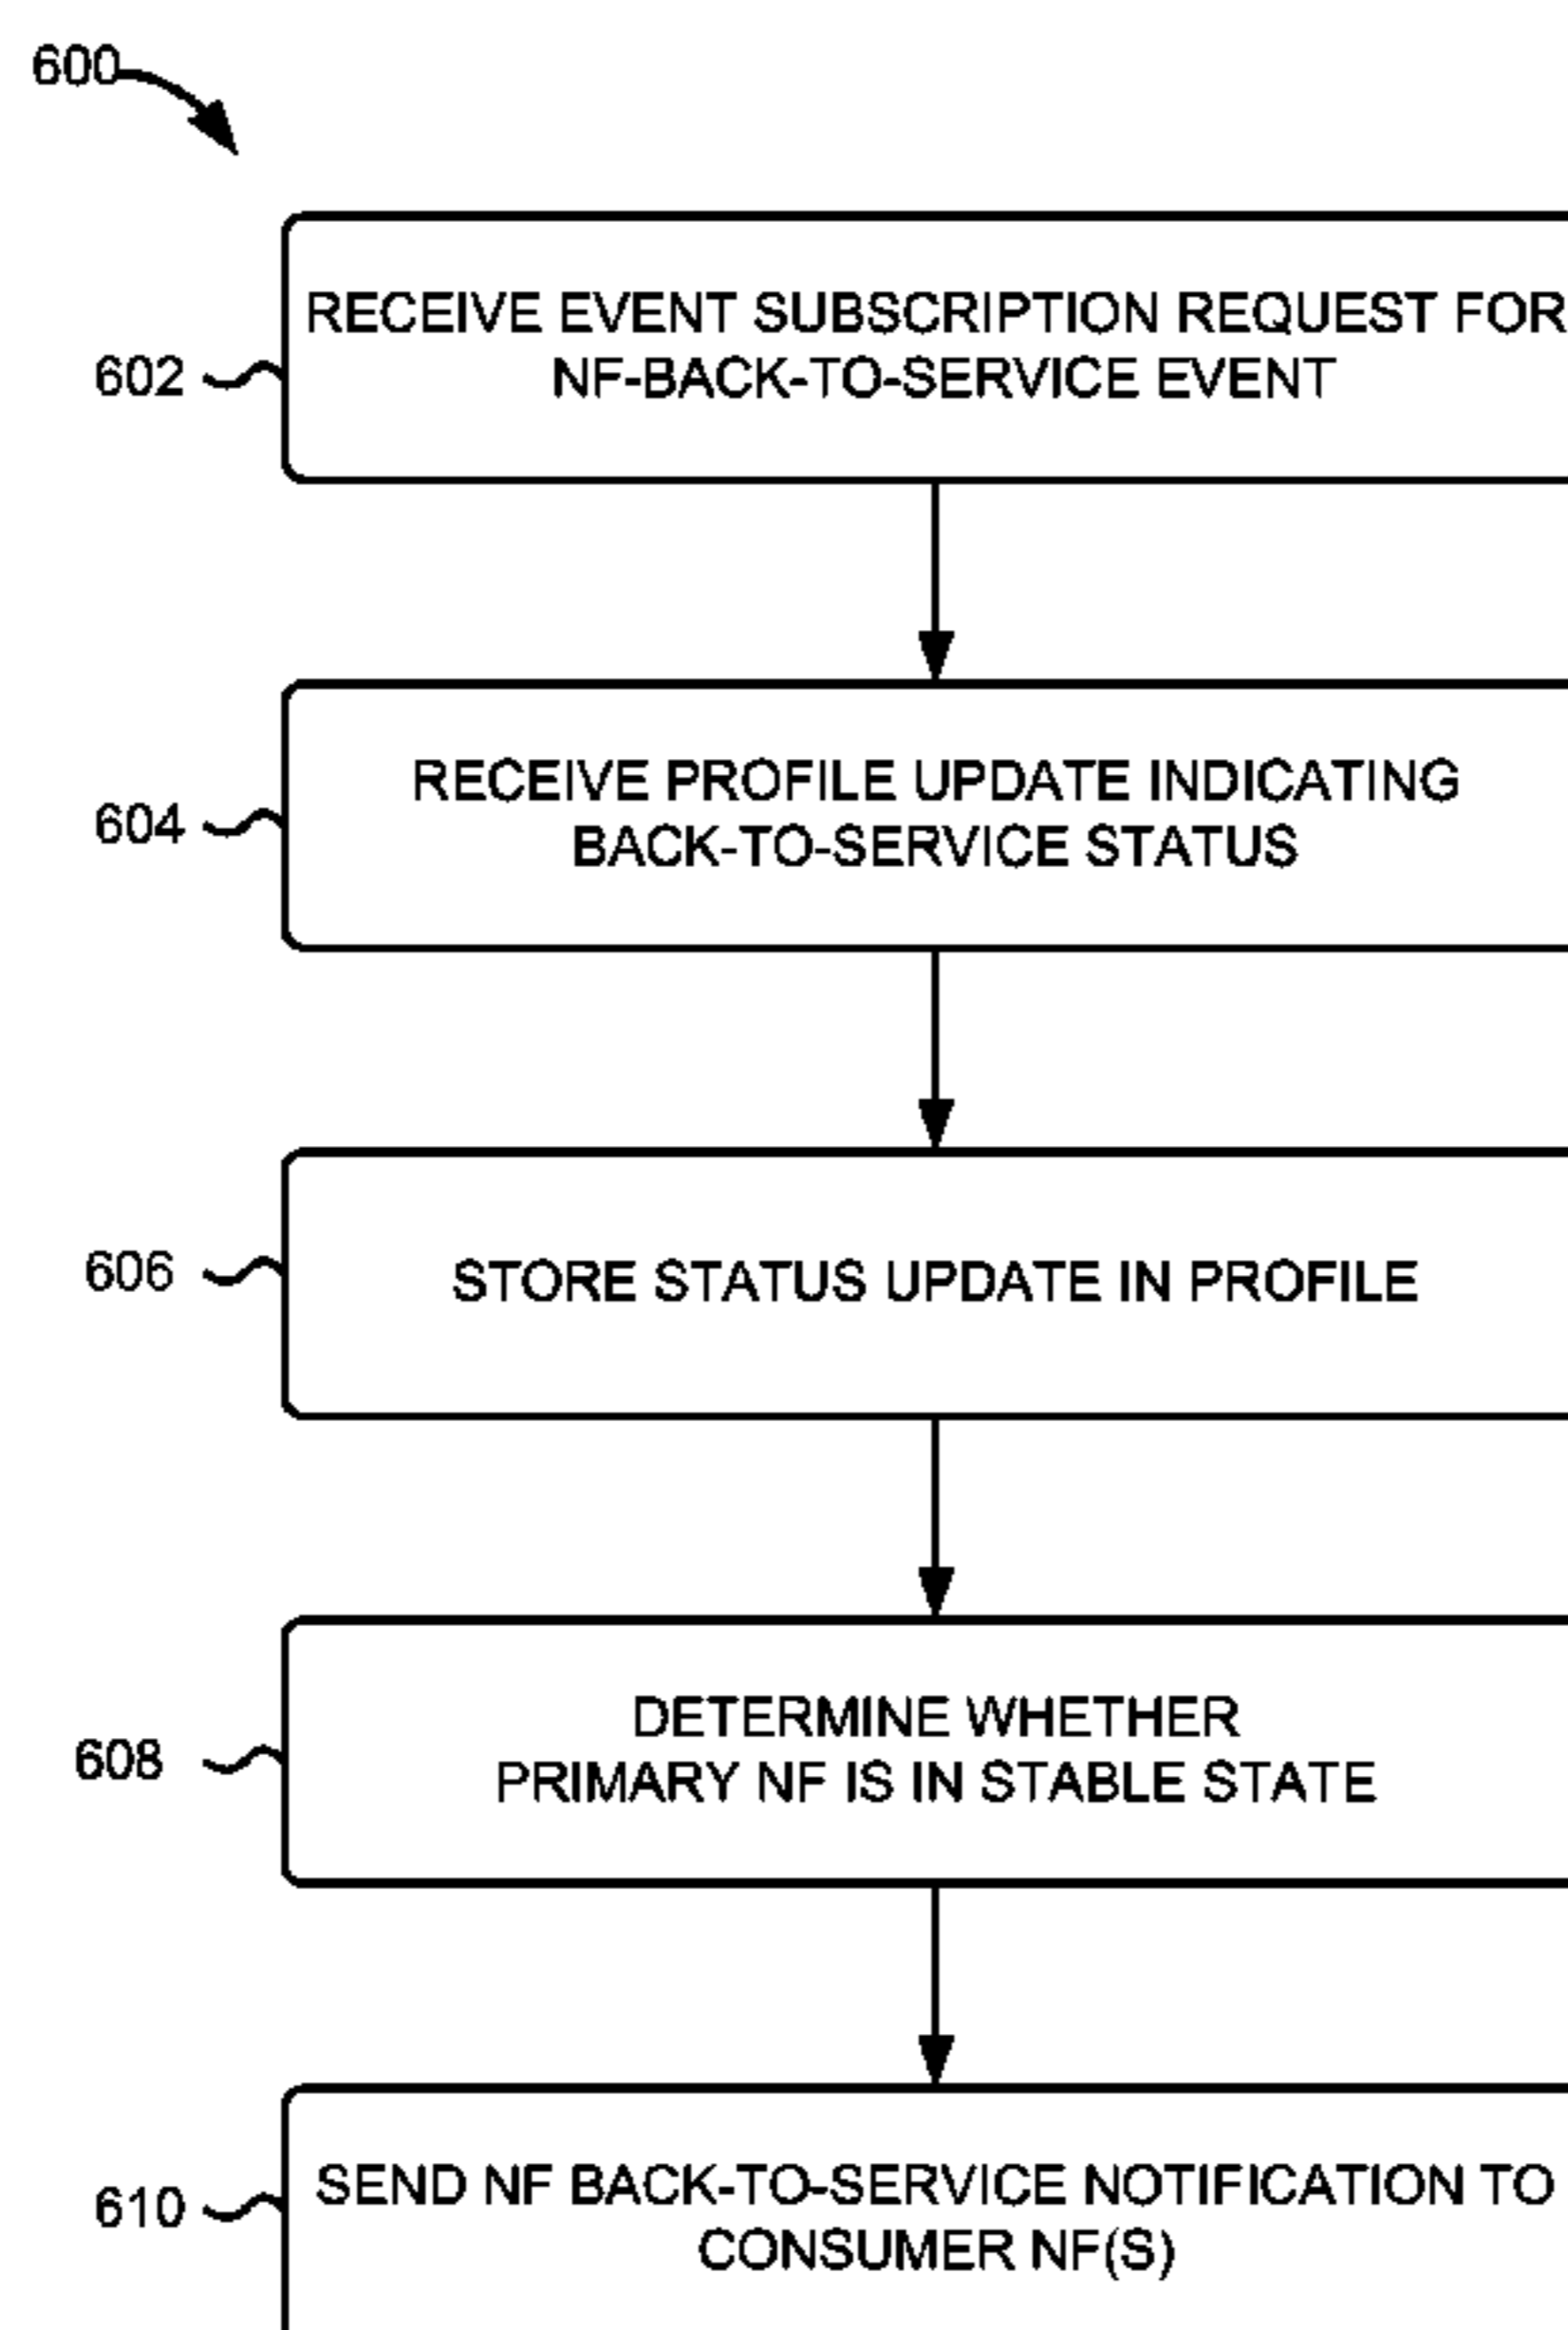 600
RECEIVE EVENT SUBSCRIPTION REQUEST FOR
NF-BACK-TO-SERVICE EVENT
602
RECEIVE PROFILE UPDATE INDICATING
BACK-TO-SERVICE STATUS
604
STORE STATUS UPDATE IN PROFILE
606
DETERMINE WHETHER
PRIMARY NF IS IN STABLE STATE
608
SEND NF BACK-TO-SERVICE NOTIFICATION TO
CONSUMER NF(S)
610